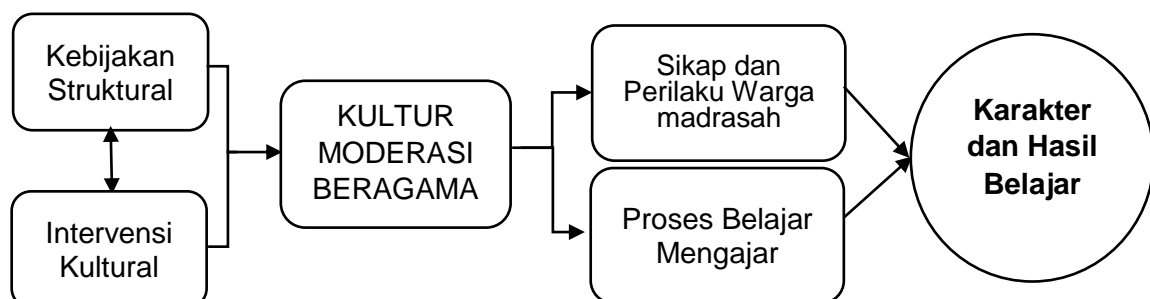 Kebijakan
Struktural
Intervensi
Kultural
KULTUR
MODERASI
BERAGAMA
Sikap dan
Perilaku Warga
madrasah
Proses Belajar
Mengajar
Karakter
dan Hasil
Belajar